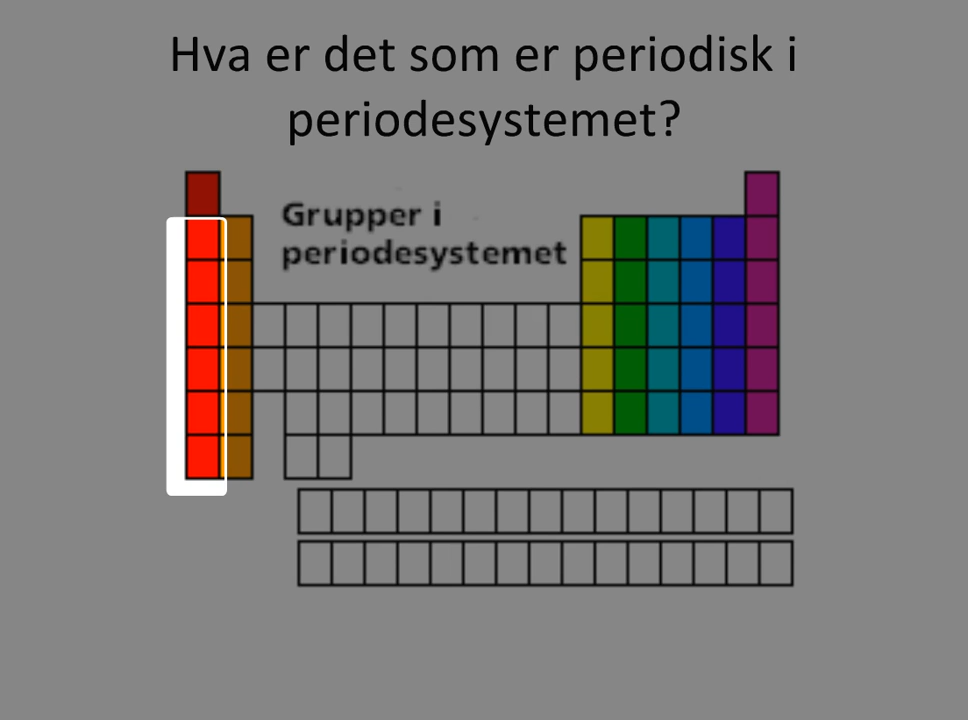 Hva er det som er periodisk i
periodesystemet?
Grupper i
periodesystemet